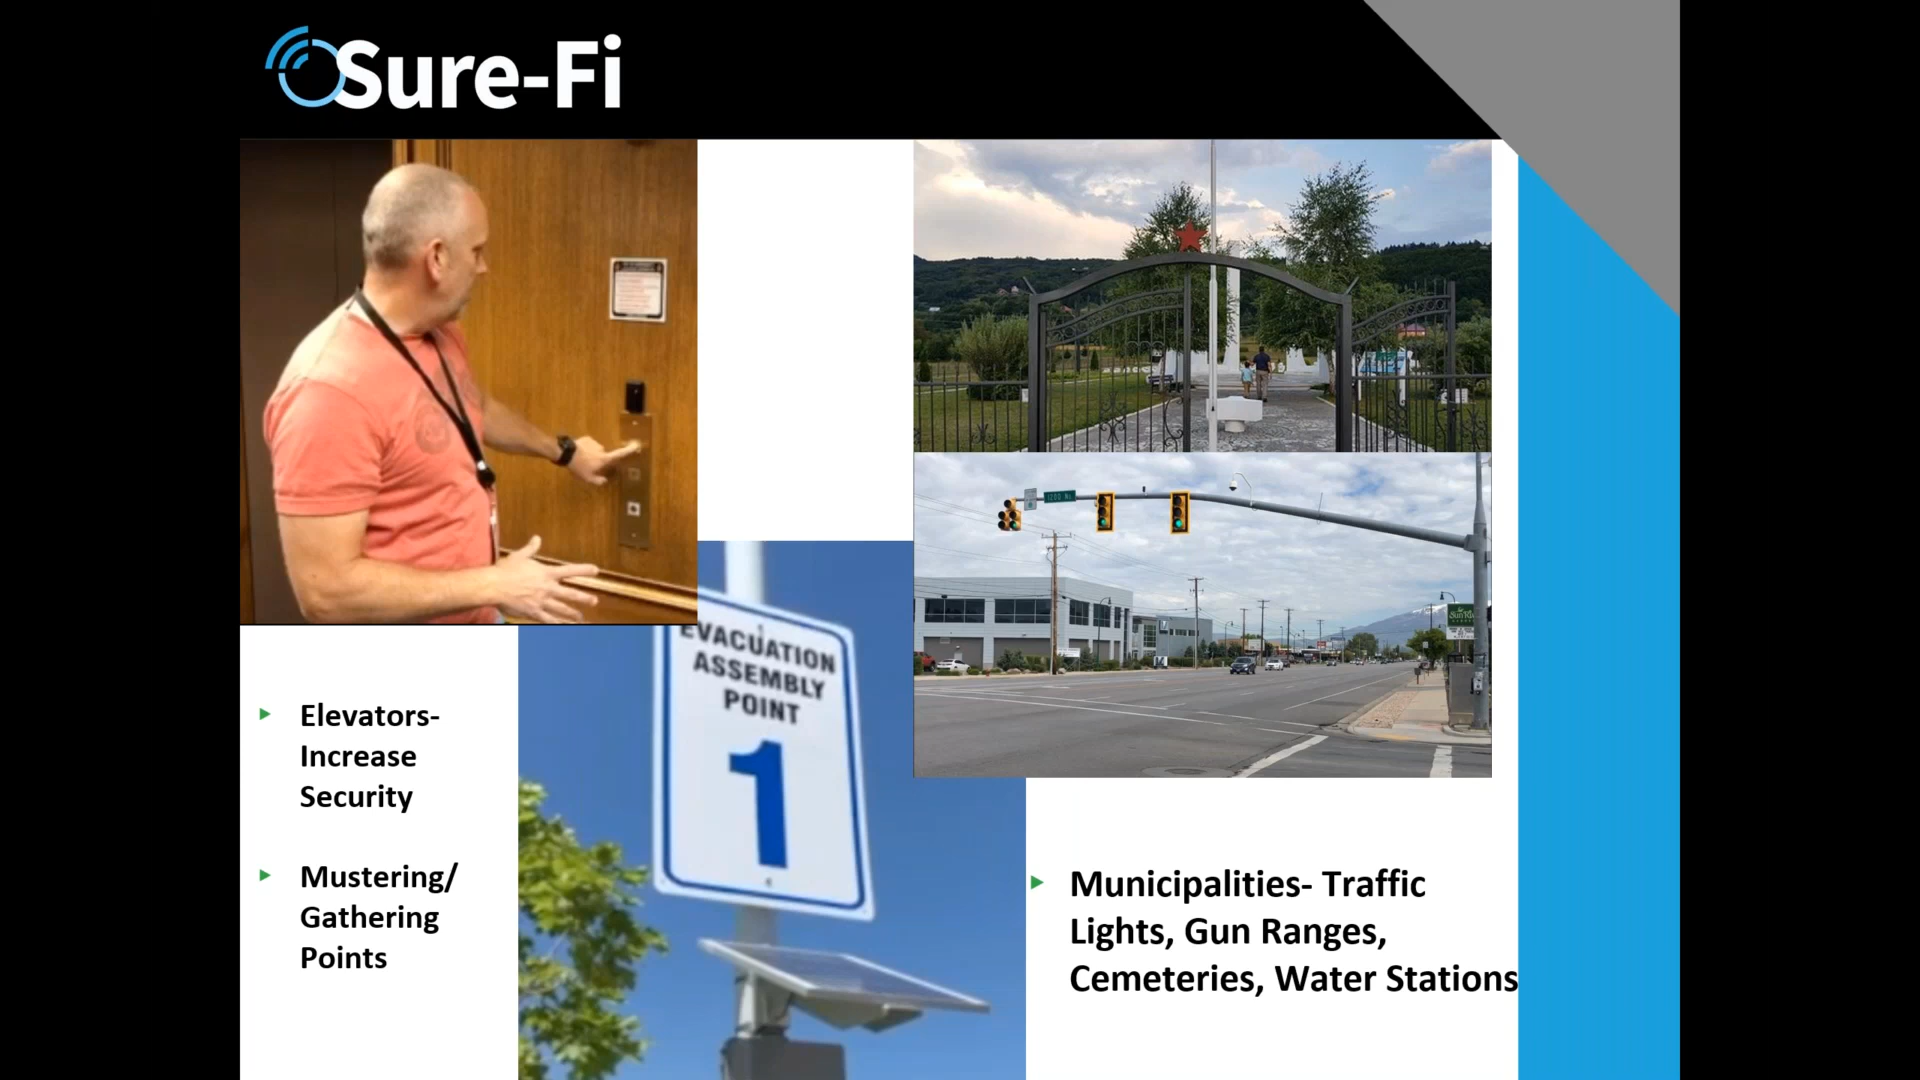 Sure-Fi
EVACUATION
ASSEMBLY
POINT
1
Elevators-
Increase
Security
Mustering/
Gathering
Points
Municipalities- Traffic
Lights, Gun Ranges,
Cemeteries, Water Stations